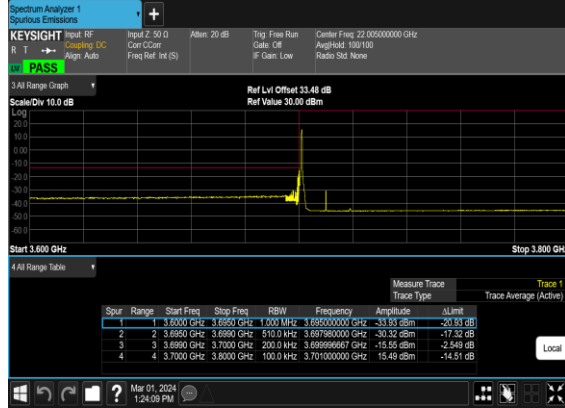 Spectrum Analyzer 1
Spurious Emissions
+
KEYSIGHT Input: RF Input Z: 50 Ω Atten: 20 dB Trig: Free Run Center Freq: 22.005000000 GHz
R T Coupling: DC Corr CCorr Gate: Off Avg|Hold: 100/100
Align: Auto Freq Ref: Int (S) IF Gain: Low Radio Std: None
PASS
3 All Range Graph
Ref Lvl Offset 33.48 dB
Scale/Div 10.0 dB Ref Value 30.00 dBm
Log
20.0
10.0
0.00
-10.0
-20.0
-30.0
-40.0
-50.0
-60.0
Start 3.600 GHz Stop 3.800 GH
4 All Range Table
Measure Trace Trace 1
Trace Type Trace Average (Active)
Spur Range Start Freq Stop Freq RBW Frequency Amplitude ΔLimit
1 1 3.6000 GHz 3.6950 GHz 1.000 MHz 3.695000000 GHz -33.93 dBm -20.93 dB
2 2 3.6950 GHz 3.6990 GHz 510.0 kHz 3.697980000 GHz -30.32 dBm -17.32 dB
3 3 3.6990 GHz 3.7000 GHz 200.0 kHz 3.699996667 GHz -15.55 dBm -2.549 dB
4 4 3.7000 GHz 3.8000 GHz 100.0 kHz 3.701000000 GHz 15.49 dBm -14.51 dB
Local
? Mar 01, 2024
1:24:09 PM